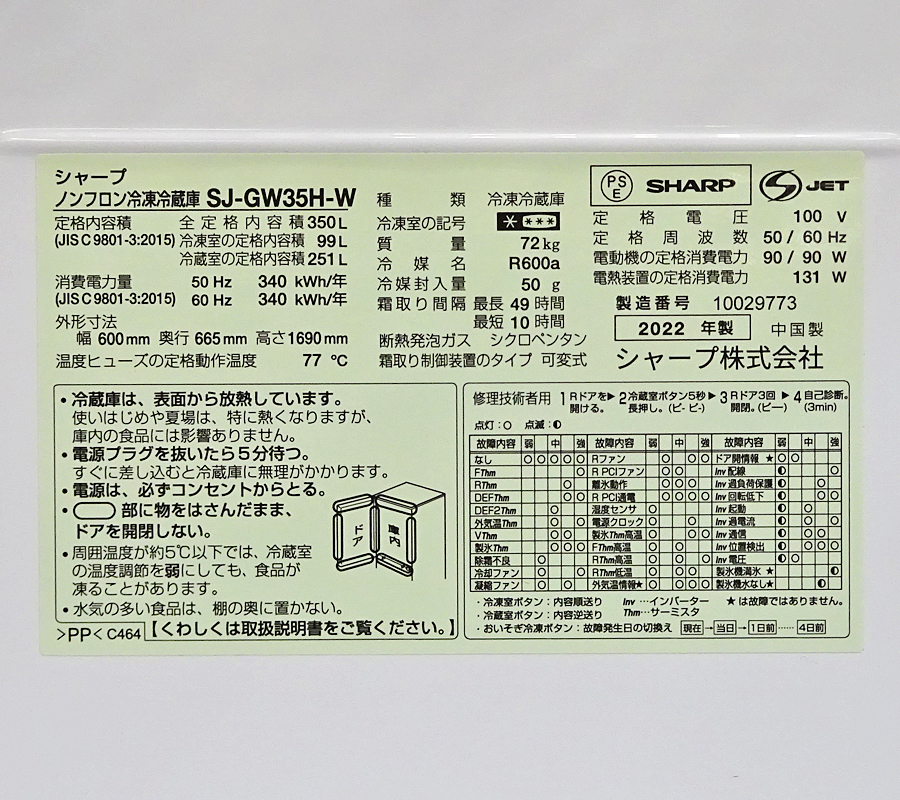 シャープ
ノンフロン冷凍冷蔵庫 SJ-GW35H-W
定格内容積 全定格内容積 350L
(JIS C 9801-3:2015) 冷凍室の定格内容積 99L
冷蔵室の定格内容積 251L
消費電力量 50 Hz 340 kWh/年
(JIS C 9801-3:2015) 60 Hz 340 kWh/年
外形寸法
幅 600mm 奥行 665mm 高さ1690mm
温度ヒューズの定格動作温度 77 ℃
種類 冷凍冷蔵庫
冷凍室の記号
質量 72kg
冷媒名 R600a
冷媒封入量 50 g
霜取り間隔 最長 49 時間
最短 10 時間
断熱発泡ガス シクロペンタン
霜取り制御装置のタイプ 可変式
PS E SHARP JET
定格電圧 100 V
定格周波数 50 / 60 Hz
電動機の定格消費電力 90 / 90 W
電熱装置の定格消費電力 131 W
製造番号 10029773
2022 年製 中国製
シャープ株式会社
・冷蔵庫は、表面から放熱しています。
使いはじめや夏場は、特に熱くなりますが、
庫内の食品には影響ありません。
・電源プラグを抜いたら5分待つ。
すぐに差し込むと冷蔵庫に無理がかかります。
・電源は、必ずコンセントからとる。
・部に物をはさんだまま、
ドアを開閉しない。
・周囲温度が約5℃以下では、冷蔵室
の温度調節を弱にしても、食品が
凍ることがあります。
・水気の多い食品は、棚の奥に置かない。
ドア 庫内
>PP< C464 【くわしくは取扱説明書をご覧ください。】
修理技術者用 1 Rドアを開ける。 ▶ 2 冷蔵室ボタン5秒長押し。(ピ- ピ-) ▶ 3 Rドア3回開閉。(ピー) ▶ 4 自己診断。(3min)
点灯:○ 点滅:◐
故障内容 弱 中 強 故障内容 弱 中 強 故障内容 弱 中 強
なし Rファン ドア開情報★
FThm R PCIファン Inv 配線
RThm 離氷動作 Inv 過負荷保護
DEFThm R PCI通電 Inv 回転低下
DEF2Thm 湿度センサ Inv 起動
外気温Thm 電源クロック Inv 過電流
VThm 製氷Thm高温 Inv 通信
製氷Thm FThm高温 Inv 位置検出
除霜不良 RThm高温 Inv 電圧
冷却ファン RThm低温 製氷機満氷★
凝縮ファン 外気温情報★ 製氷機水なし★
・冷凍室ボタン:内容順送り Inv …インバーター ★は故障ではありません。
・冷蔵室ボタン:内容逆送り Thm…サーミスタ
・おいそぎ冷凍ボタン:故障発生日の切換え 現在→当日→1日前……4日前